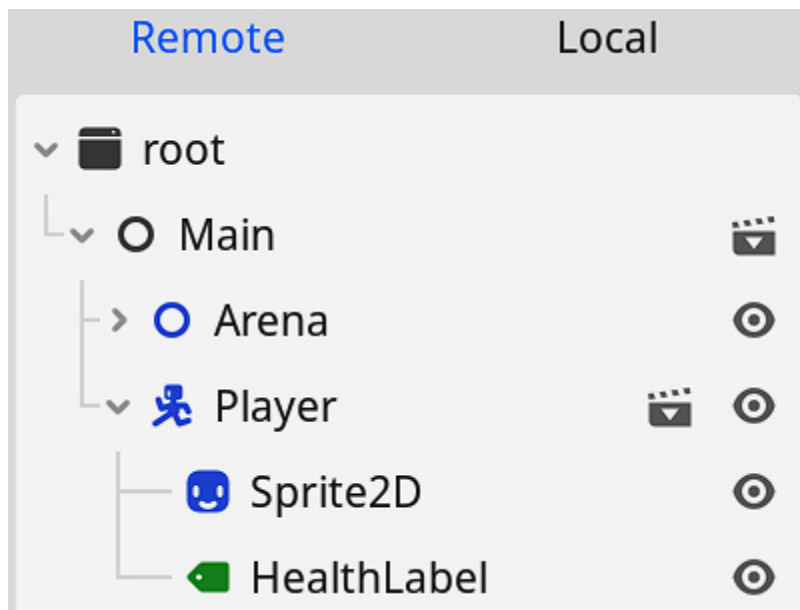 Remote Local
root
Main
Arena
Player
Sprite2D
HealthLabel